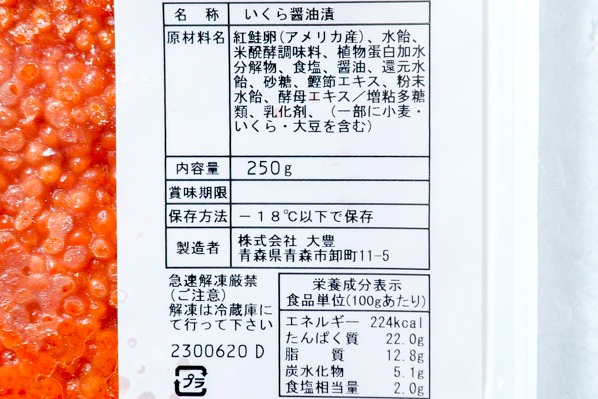 名　称　いくら醤油漬
原材料名　紅鮭卵(アメリカ産)、水飴、
米醗酵調味料、植物蛋白加水
分解物、食塩、醤油、還元水
飴、砂糖、鰹節エキス、粉末
水飴、酵母エキス／増粘多糖
類、乳化剤、（一部に小麦・
いくら・大豆を含む）
内容量　250g
賞味期限
保存方法　－18℃以下で保存
製造者　株式会社 大豊
青森県青森市卸町11-5
急速解凍厳禁
(ご注意)
解凍は冷蔵庫に
て行って下さい
2300620 D
プラ
栄養成分表示
食品単位(100gあたり)
エネルギー　224kcal
たんぱく質　22.0g
脂　質　12.8g
炭水化物　5.1g
食塩相当量　2.0g